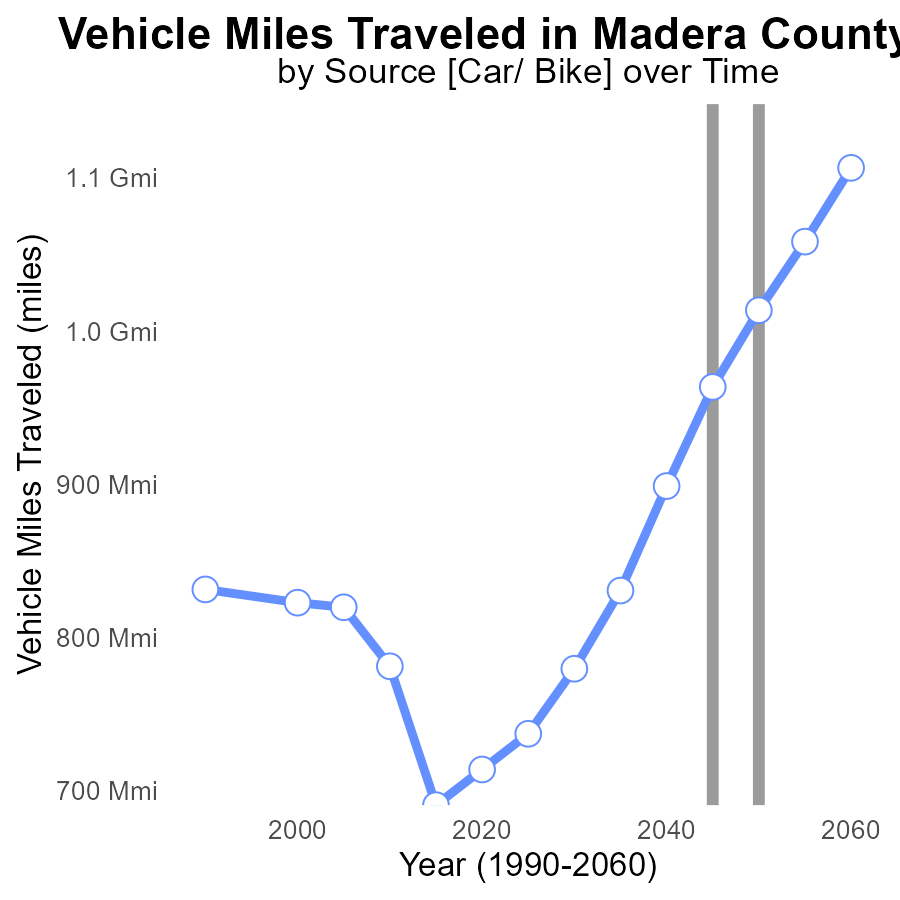 Vehicle Miles Traveled in Madera County
by Source [Car/ Bike] over Time
Vehicle Miles Traveled (miles)
1.1 Gmi
1.0 Gmi
900 Mmi
800 Mmi
700 Mmi
2000 2020 2040 2060
Year (1990-2060)